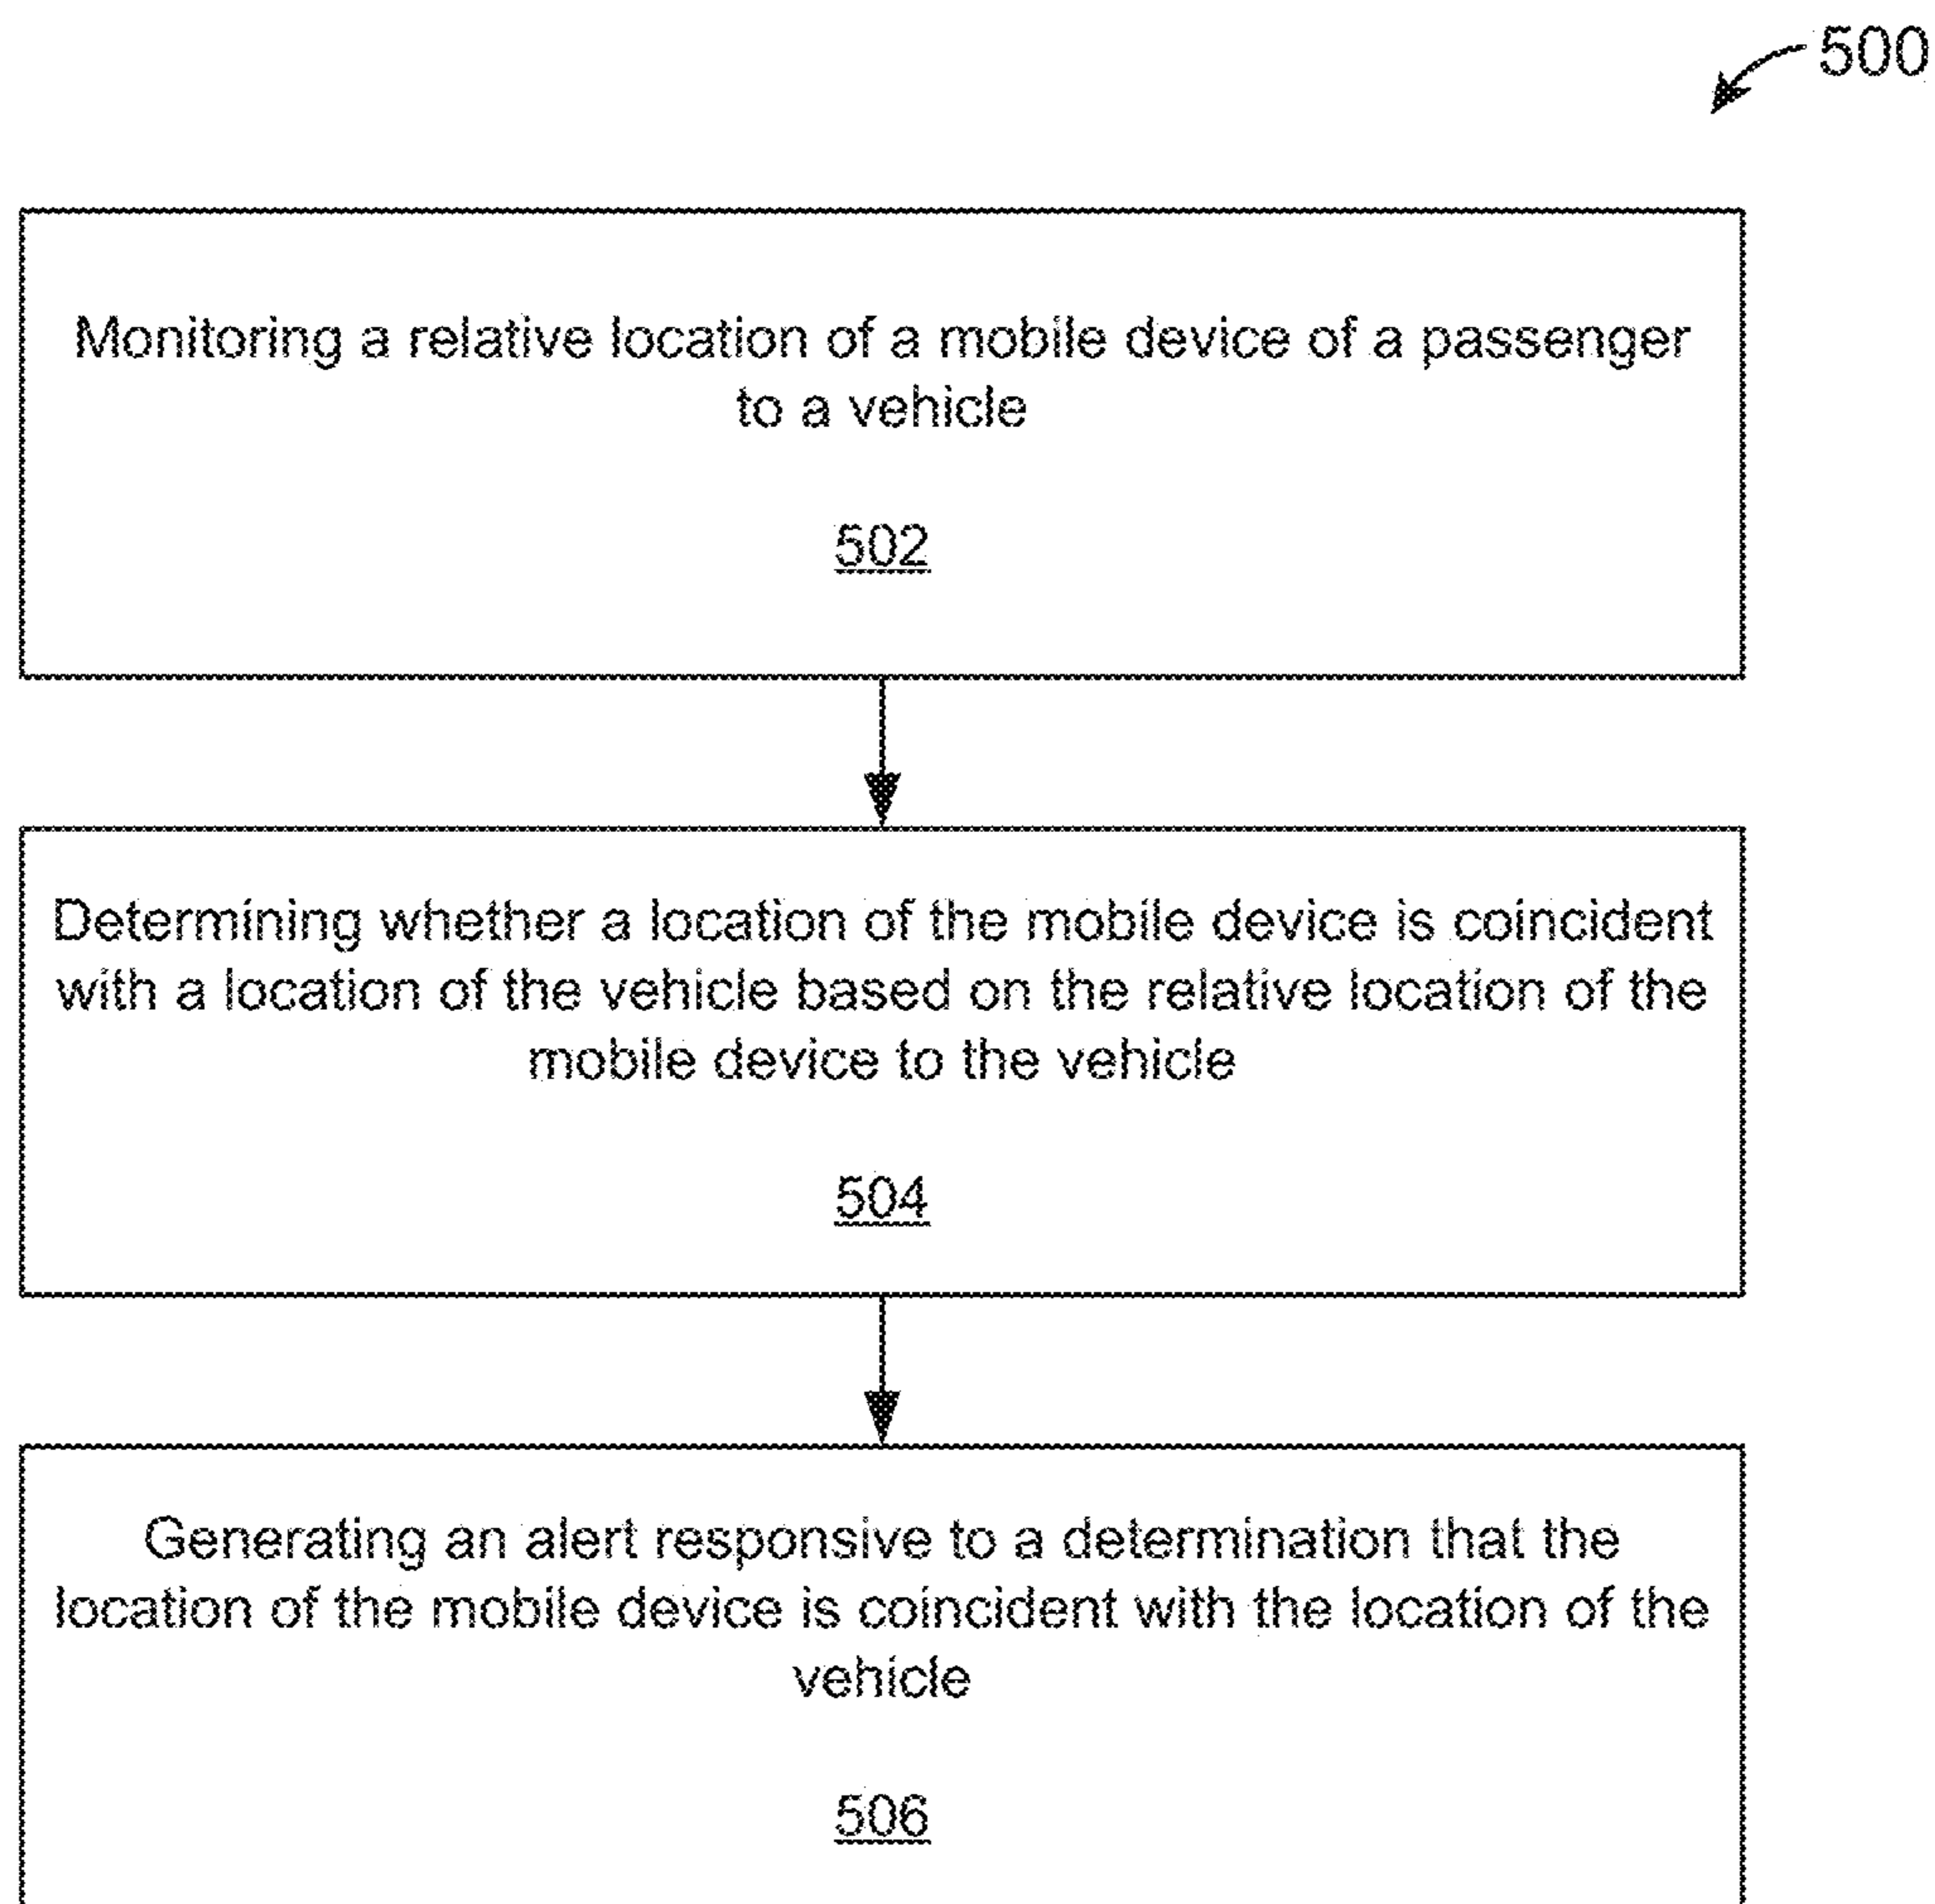 500
Monitoring a relative location of a mobile device of a passenger
to a vehicle
502
Determining whether a location of the mobile device is coincident
with a location of the vehicle based on the relative location of the
mobile device to the vehicle
504
Generating an alert responsive to a determination that the
location of the mobile device is coincident with the location of the
vehicle
506